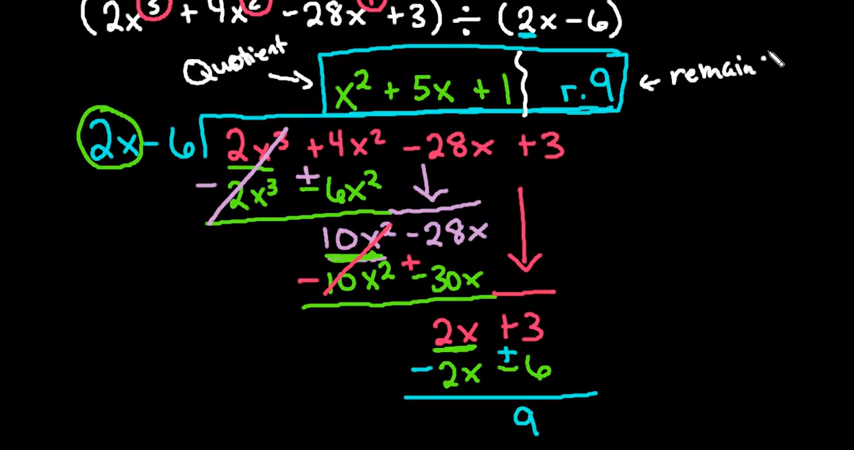 (2x³ + 4x² - 28x¹ + 3) ÷ (2x - 6)
Quotient → x² + 5x + 1 r. 9 ← remain
2x - 6 2x³ + 4x² - 28x + 3
- 2x³ ± 6x²
10x² - 28x
- 10x² + - 30x
2x + 3
- 2x ± 6
9